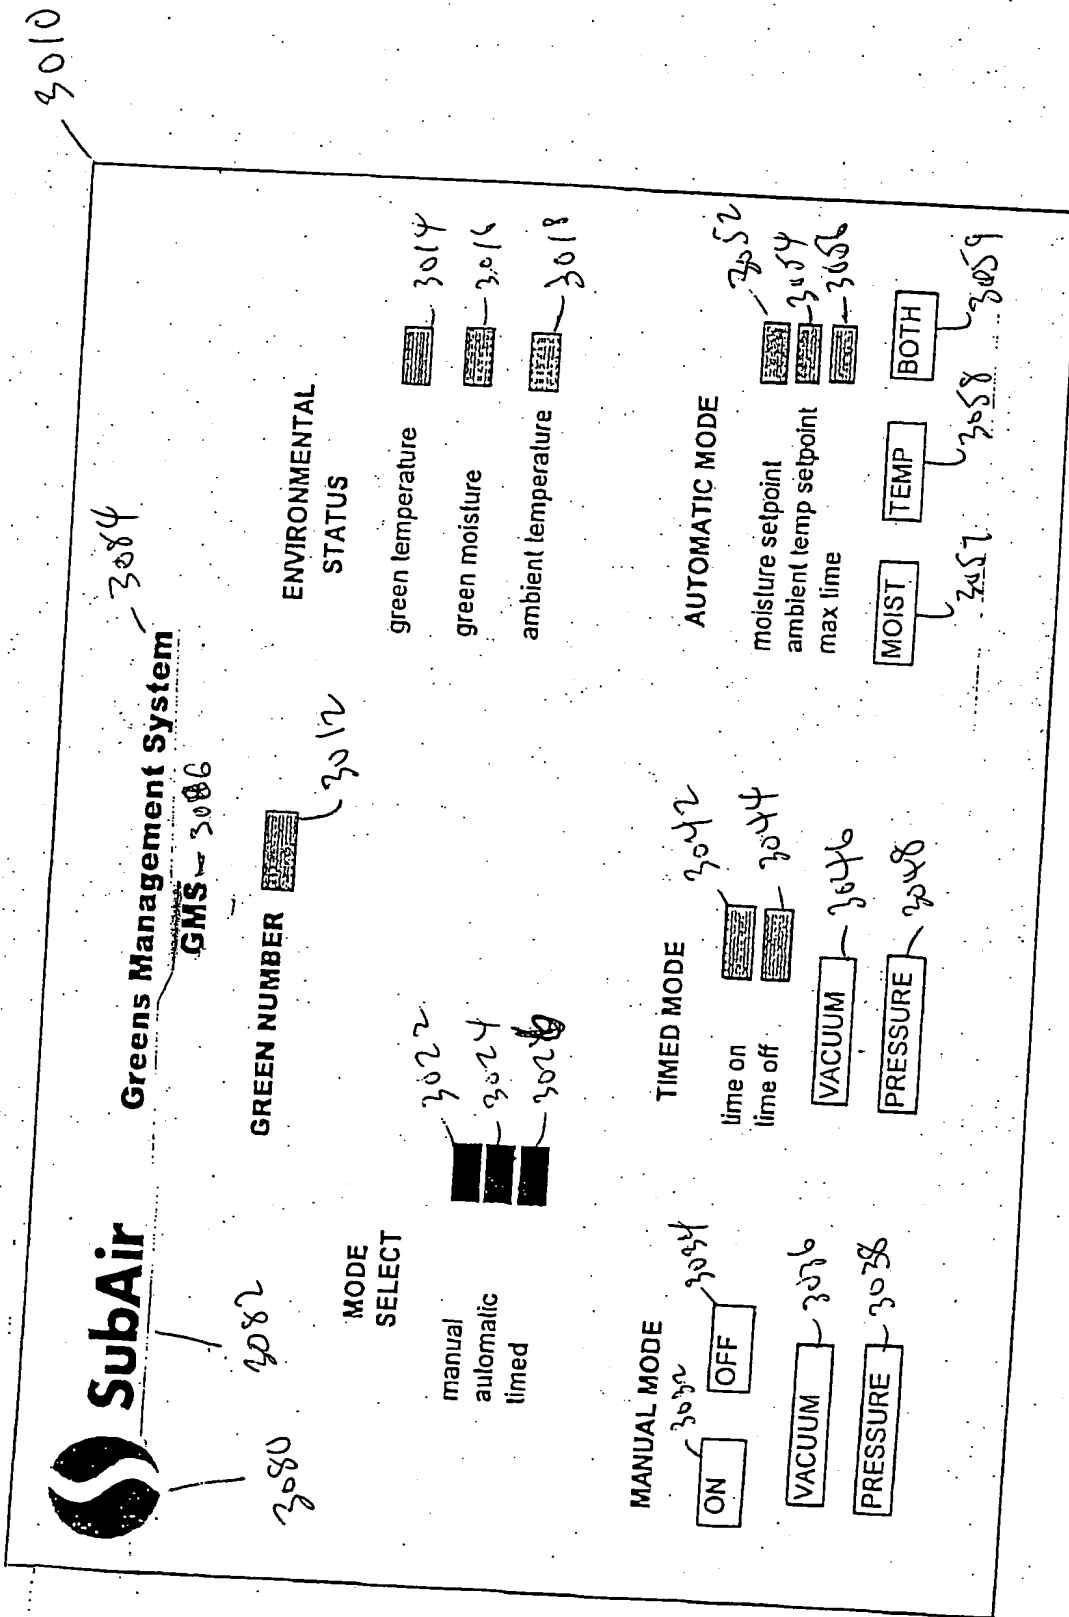 3010
SubAir Greens Management System 3084
GMS 3086
3080
3082
GREEN NUMBER
3012
MODE
SELECT
manual 3022
automatic 3024
timed
ENVIRONMENTAL
STATUS
green temperature 3014
green moisture 3016
ambient temperature 3018
MANUAL MODE
3032 3034
ON OFF
VACUUM 3036
PRESSURE 3038
TIMED MODE
time on 3042
time off 3044
VACUUM 3046
PRESSURE 3048
AUTOMATIC MODE
moisture setpoint 3052
ambient temp setpoint 3054
max time 3056
MOIST TEMP BOTH
3057 3058 3059